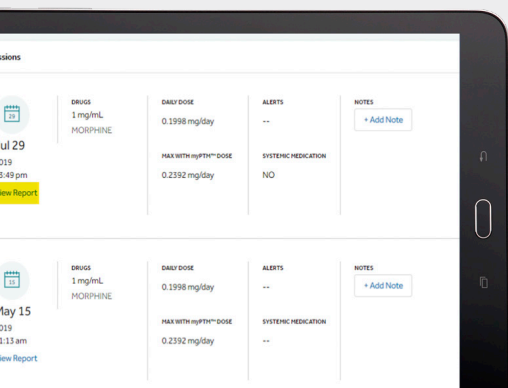 ssions
29
ul 29
019
3:49 pm
iew Report
DRUGS
1 mg/mL
MORPHINE
DAILY DOSE
0.1998 mg/day
MAX WITH myPTM™ DOSE
0.2392 mg/day
ALERTS
--
SYSTEMIC MEDICATION
NO
NOTES
+ Add Note
15
May 15
019
1:13 am
iew Report
DRUGS
1 mg/mL
MORPHINE
DAILY DOSE
0.1998 mg/day
MAX WITH myPTM™ DOSE
0.2392 mg/day
ALERTS
--
SYSTEMIC MEDICATION
--
NOTES
+ Add Note